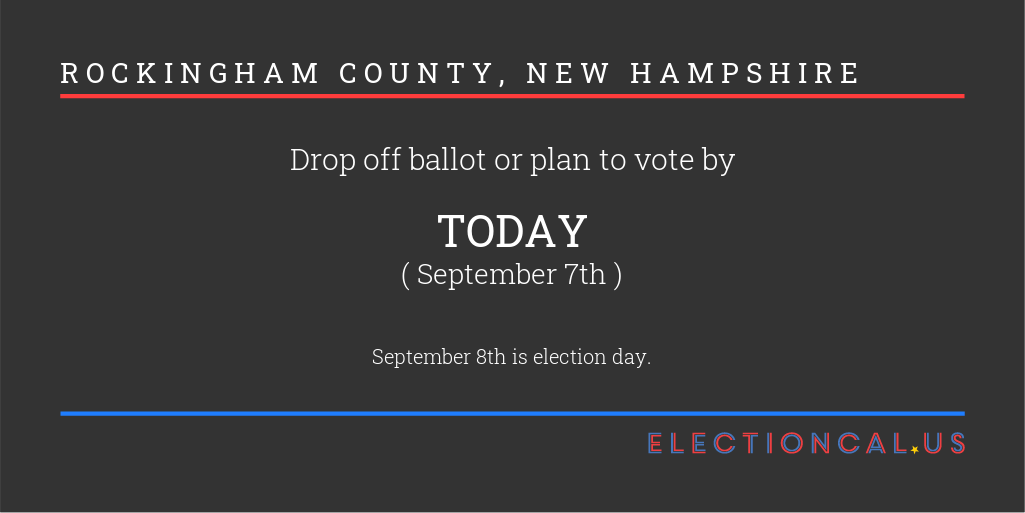 ROCKINGHAM COUNTY, NEW HAMPSHIRE
Drop off ballot or plan to vote by
TODAY
( September 7th )
September 8th is election day.
ELECTIONCAL.US